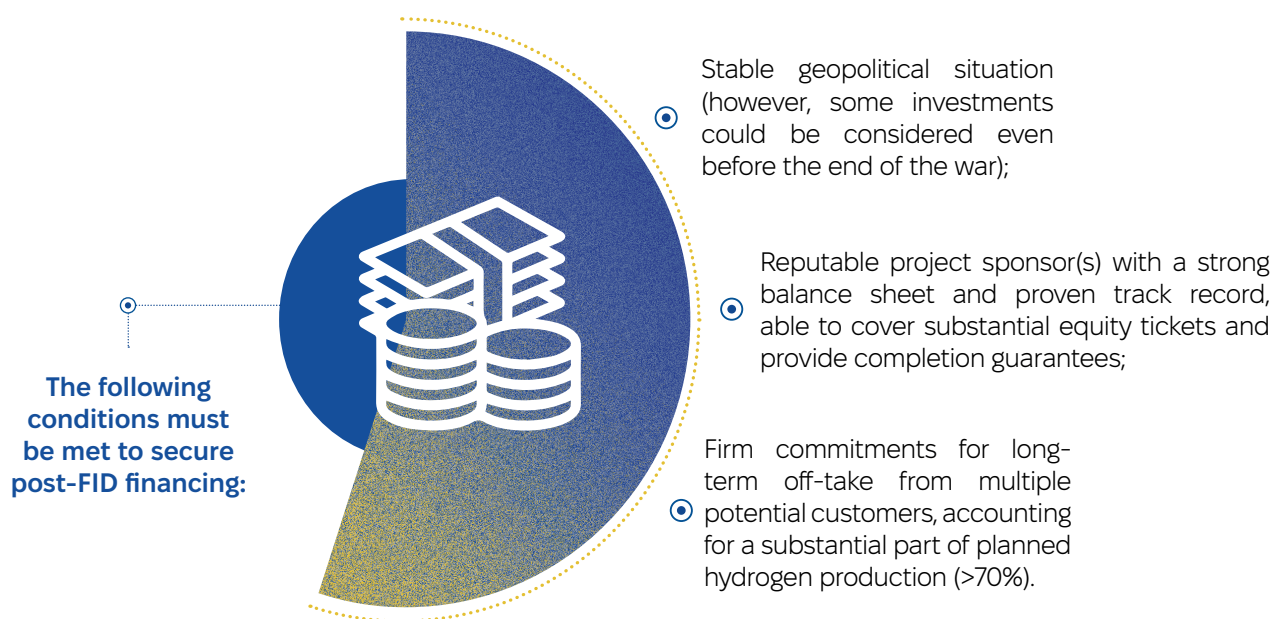 The following
conditions must
be met to secure
post-FID financing:
Stable geopolitical situation
(however, some investments
could be considered even
before the end of the war);
Reputable project sponsor(s) with a strong
balance sheet and proven track record,
able to cover substantial equity tickets and
provide completion guarantees;
Firm commitments for long-
term off-take from multiple
potential customers, accounting
for a substantial part of planned
hydrogen production (>70%).